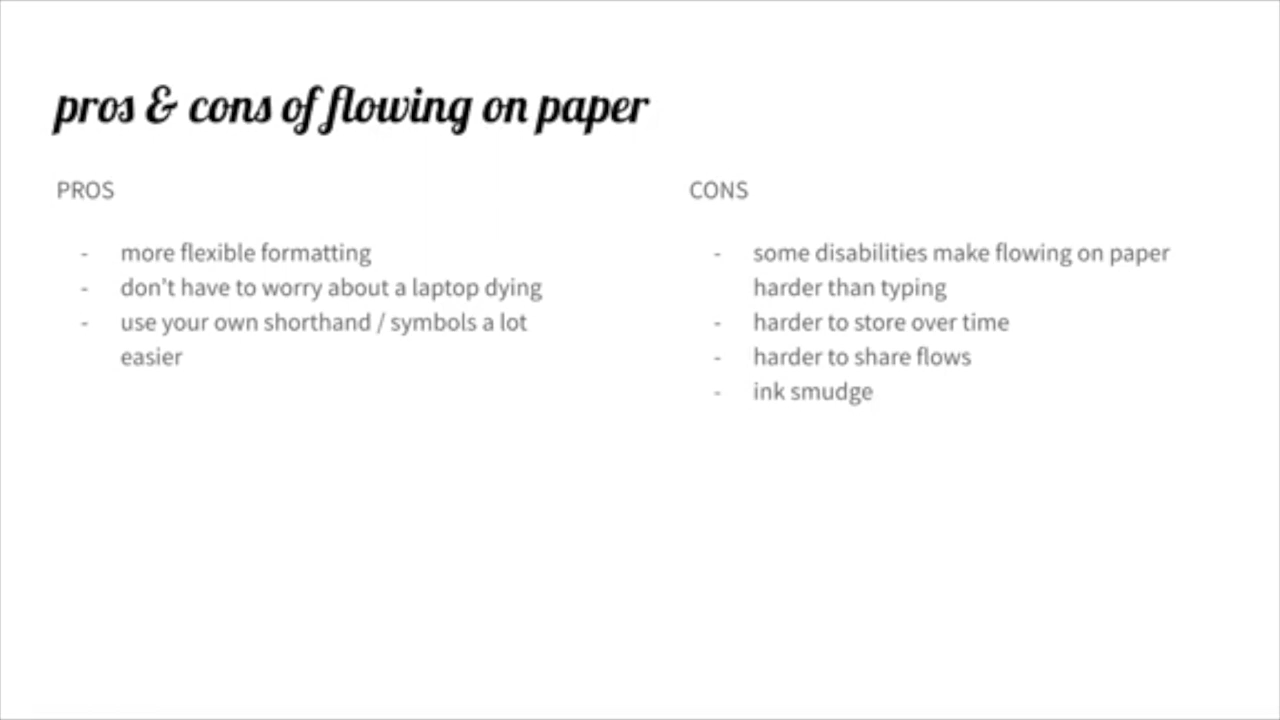 pros & cons of flowing on paper
PROS
- more flexible formatting
- don't have to worry about a laptop dying
- use your own shorthand / symbols a lot
easier
CONS
- some disabilities make flowing on paper
harder than typing
- harder to store over time
- harder to share flows
- ink smudge